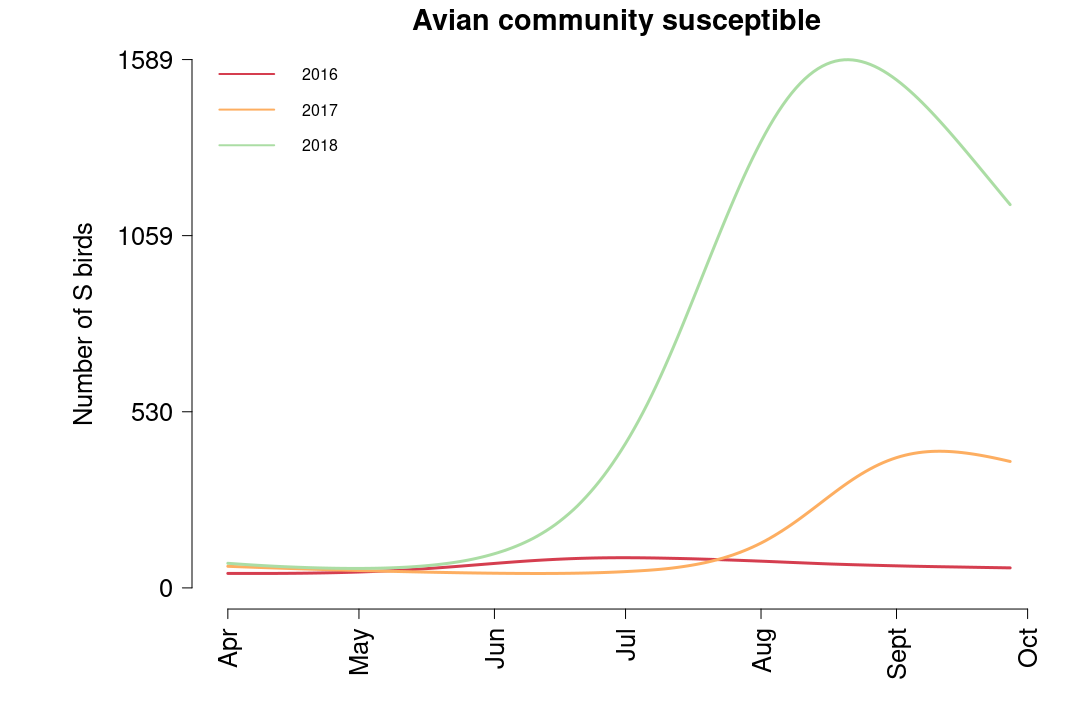 Avian community susceptible
1589
1059
530
0
Number of S birds
2016
2017
2018
Apr
May
Jun
Jul
Aug
Sept
Oct